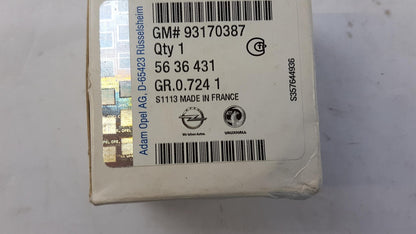 GM# 93170387
Qty 1
56 36 431
GR.0.724 1
S1113 MADE IN FRANCE
Adam Opel AG, D-65423 Rüsselsheim
S357644936
VAUXHALL